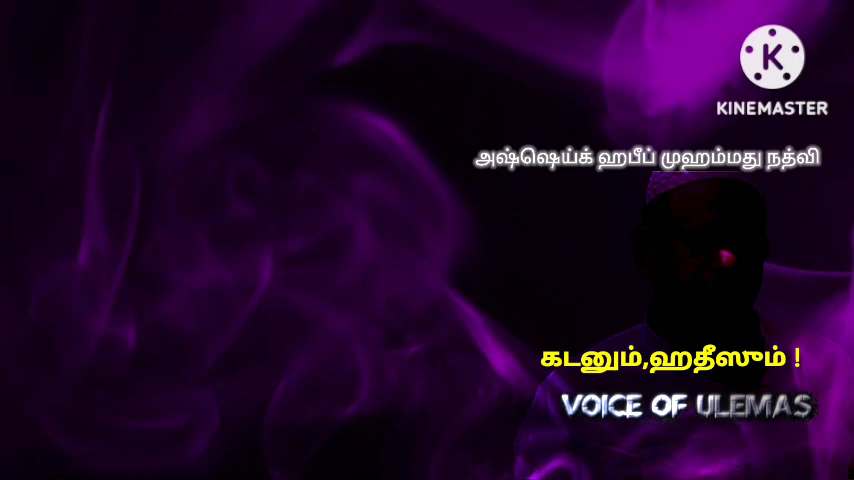 KINEMASTER
அஷ்ஷெய்க் ஹபீப் முஹம்மது நத்வி
கடனும்,ஹதீஸும் !
VOICE OF ULEMAS